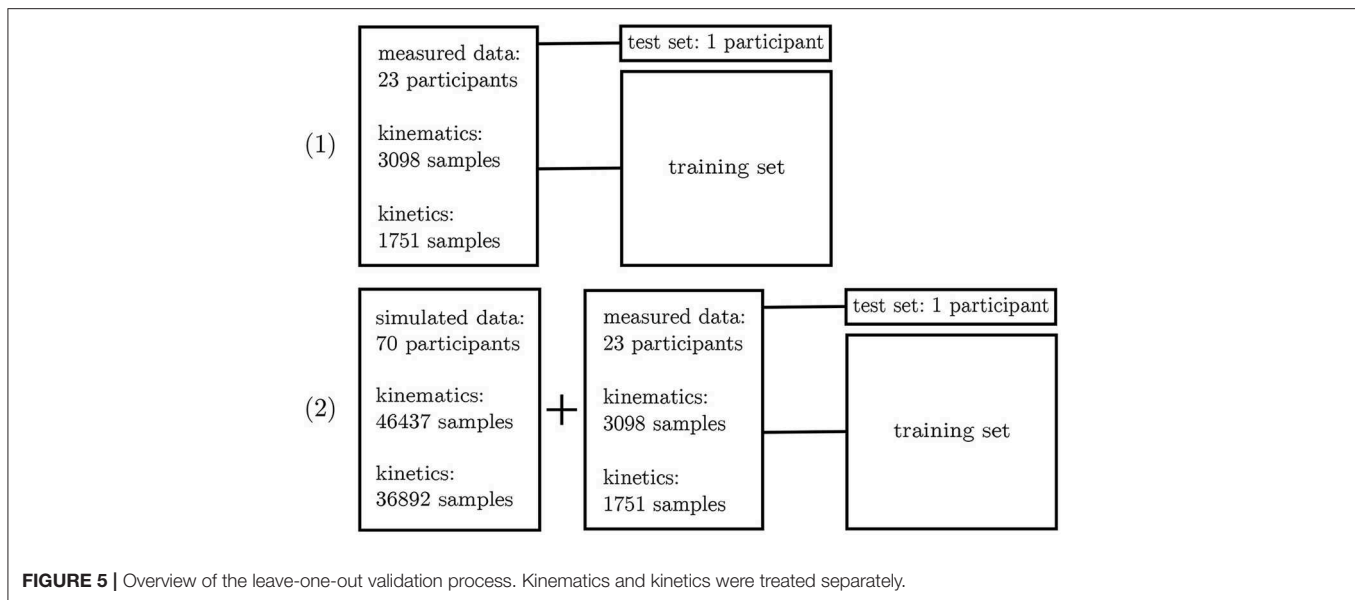 measured data:
23 participants
kinematics:
3098 samples
kinetics:
1751 samples
(1)
test set: 1 participant
training set
(2)
simulated data:
70 participants
kinematics:
46437 samples
kinetics:
36892 samples
+
measured data:
23 participants
kinematics:
3098 samples
kinetics:
1751 samples
test set: 1 participant
training set
FIGURE 5 | Overview of the leave-one-out validation process. Kinematics and kinetics were treated separately.